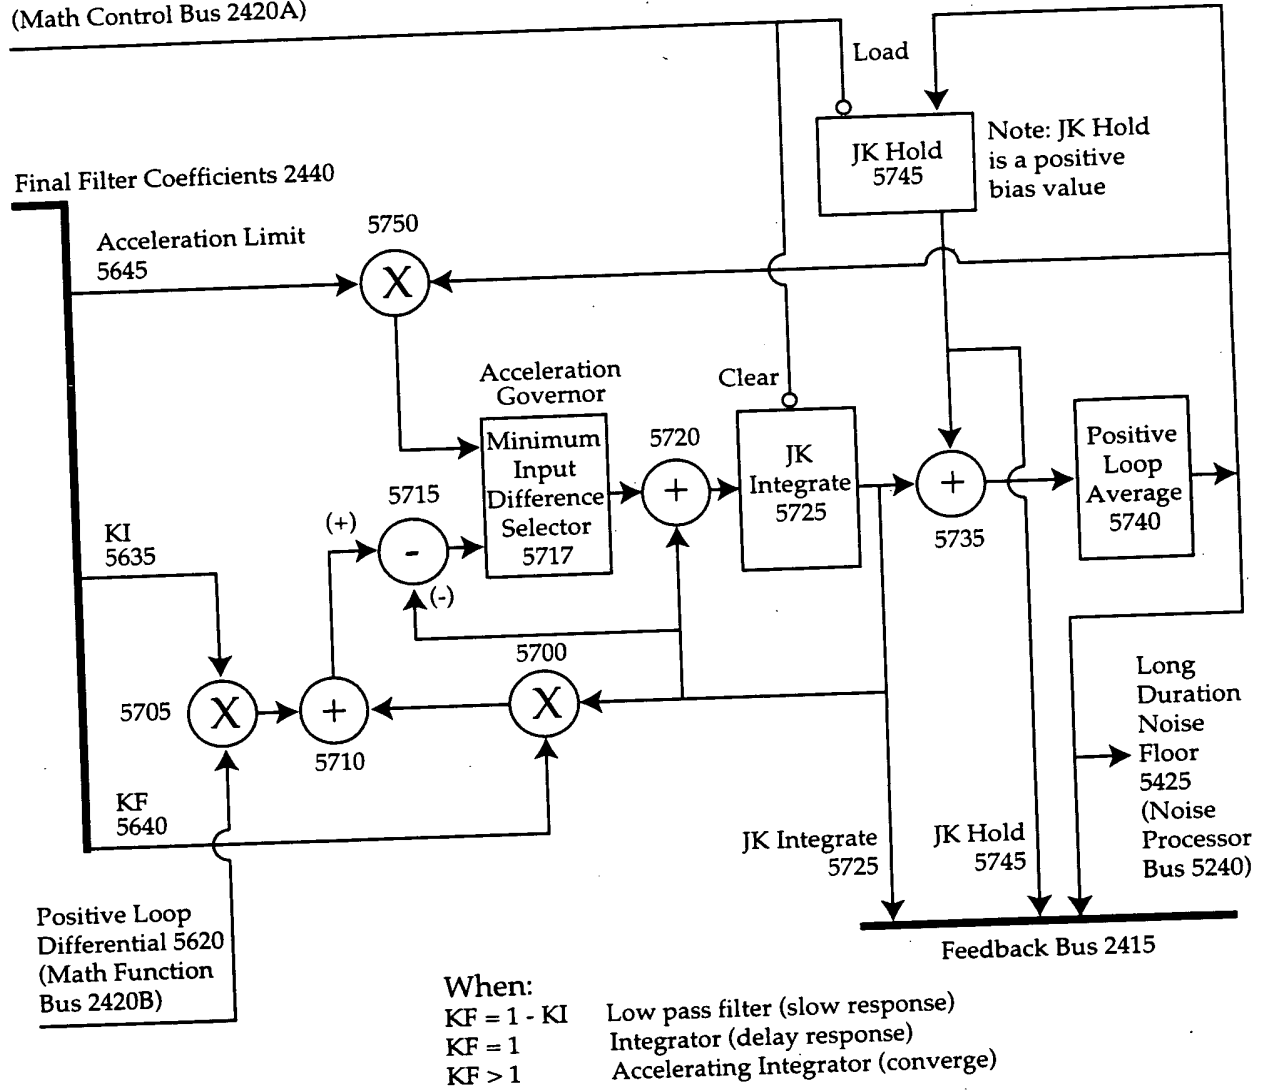 (Math Control Bus 2420A)
Load
JK Hold
5745
Note: JK Hold
is a positive
bias value
Final Filter Coefficients 2440
Acceleration Limit
5645
5750
X
Acceleration
Governor
Minimum
Input
Difference
Selector
5717
Clear
5720
+
JK
Integrate
5725
+
5735
Positive
Loop
Average
5740
5715
(+)
-
(-)
KI
5635
5700
X
5705
X
+
5710
KF
5640
Long
Duration
Noise
Floor
5425
(Noise
Processor
Bus 5240)
JK Integrate
5725
JK Hold
5745
Positive Loop
Differential 5620
(Math Function
Bus 2420B)
Feedback Bus 2415
When:
KF = 1 - KI Low pass filter (slow response)
KF = 1 Integrator (delay response)
KF > 1 Accelerating Integrator (converge)